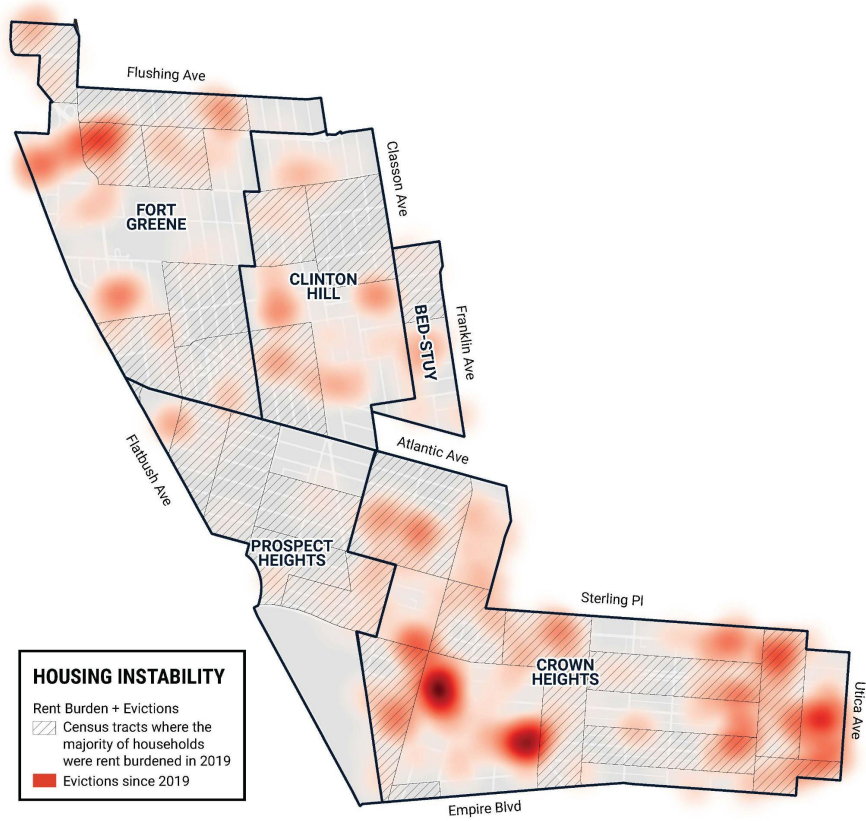 Flushing Ave
Classon Ave
FORT
GREENE
CLINTON
HILL
BED-STUY
Franklin Ave
Atlantic Ave
Flatbush Ave
PROSPECT
HEIGHTS
Sterling Pl
CROWN
HEIGHTS
Utica Ave
Empire Blvd
HOUSING INSTABILITY
Rent Burden + Evictions
Census tracts where the
majority of households
were rent burdened in 2019
Evictions since 2019